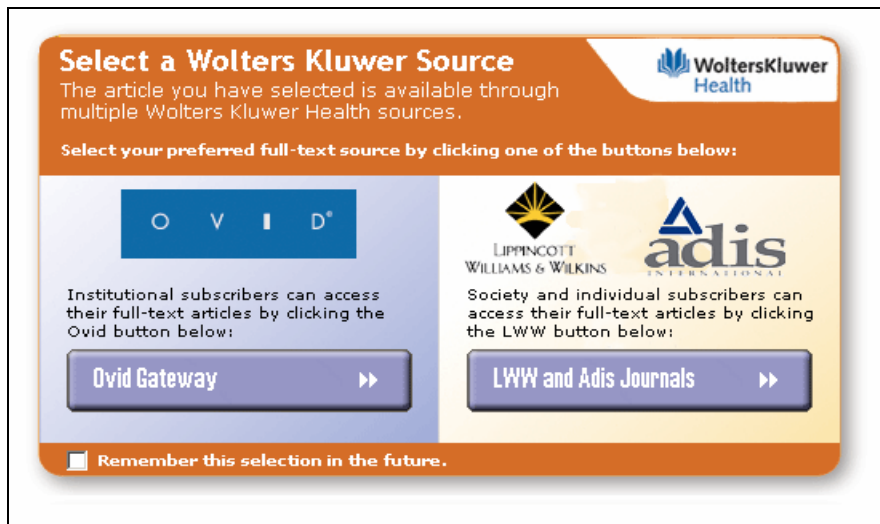 Select a Wolters Kluwer Source
The article you have selected is available through
multiple Wolters Kluwer Health sources.
WoltersKluwer
Health
Select your preferred full-text source by clicking one of the buttons below:
O V I D®
Institutional subscribers can access
their full-text articles by clicking the
Ovid button below:
Ovid Gateway
LIPPINCOTT
WILLIAMS & WILKINS
adis
INTERNATIONAL
Society and individual subscribers can
access their full-text articles by clicking
the LWW button below:
LWW and Adis Journals
Remember this selection in the future.